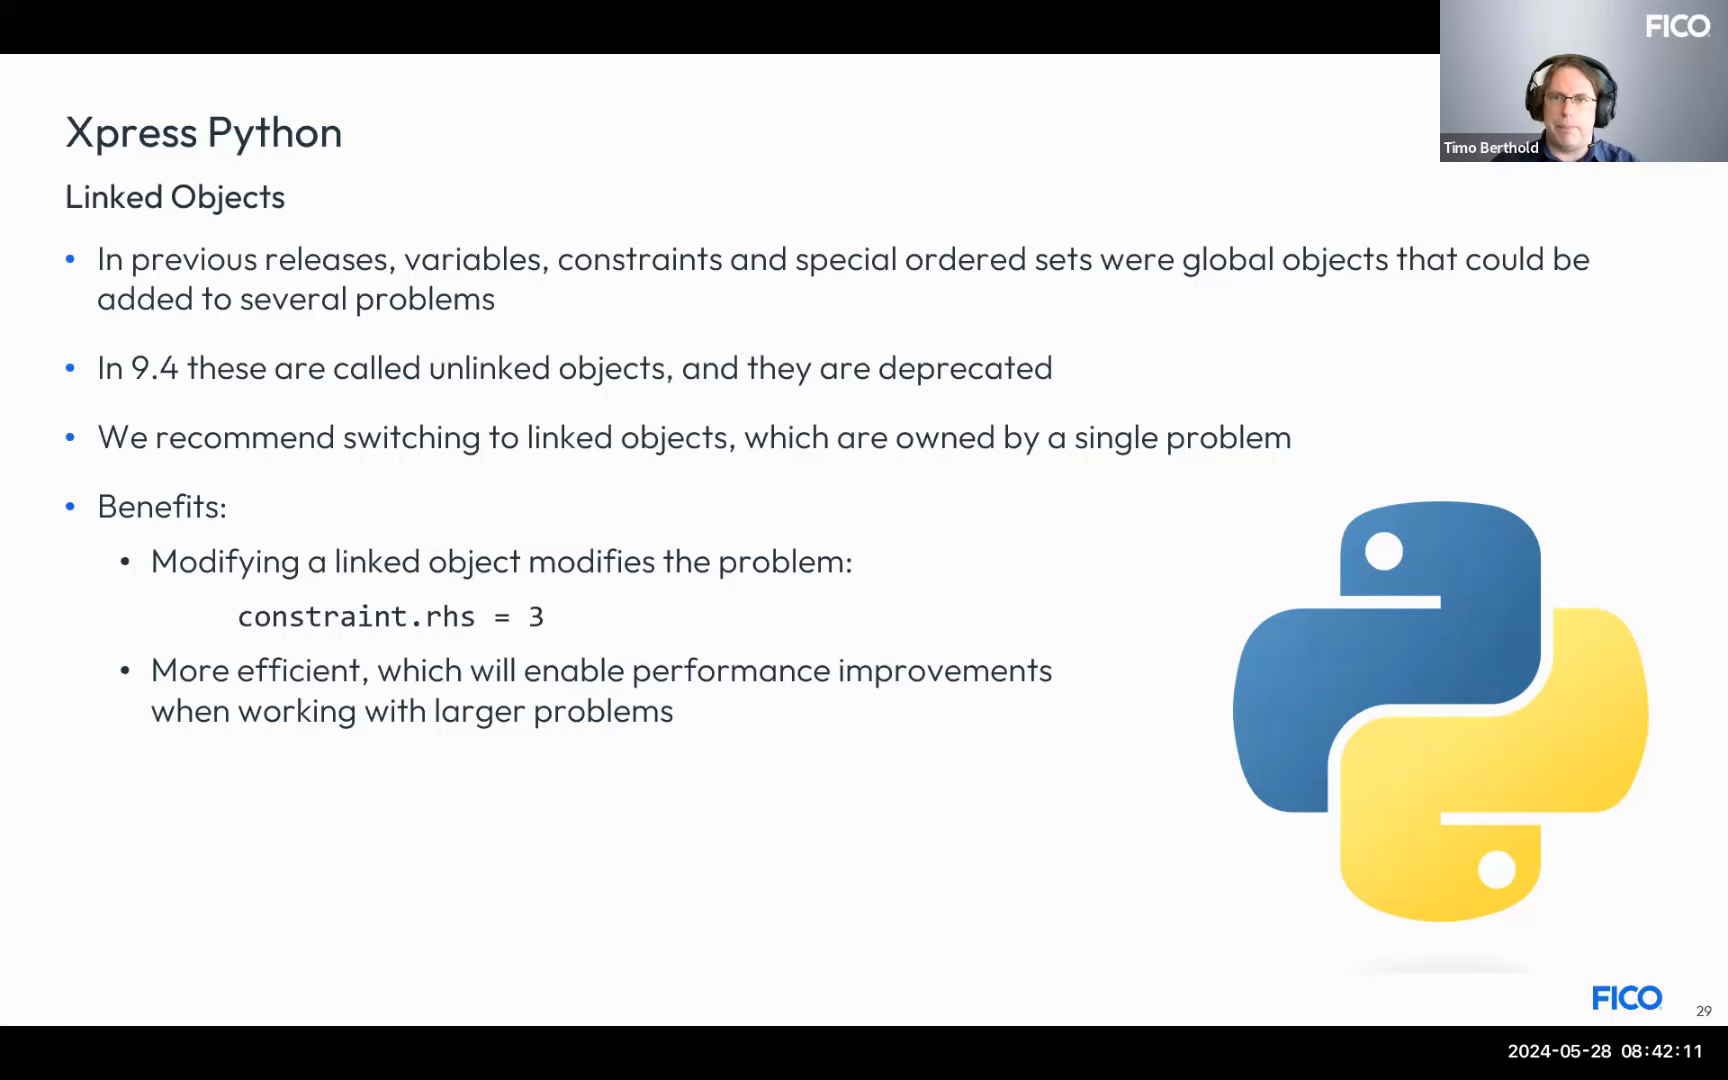 FICO
Timo Berthold
Xpress Python
Linked Objects
• In previous releases, variables, constraints and special ordered sets were global objects that could be
added to several problems
• In 9.4 these are called unlinked objects, and they are deprecated
• We recommend switching to linked objects, which are owned by a single problem
• Benefits:
• Modifying a linked object modifies the problem:
constraint.rhs = 3
• More efficient, which will enable performance improvements
when working with larger problems
FICO
29
2024-05-28 08:42:11